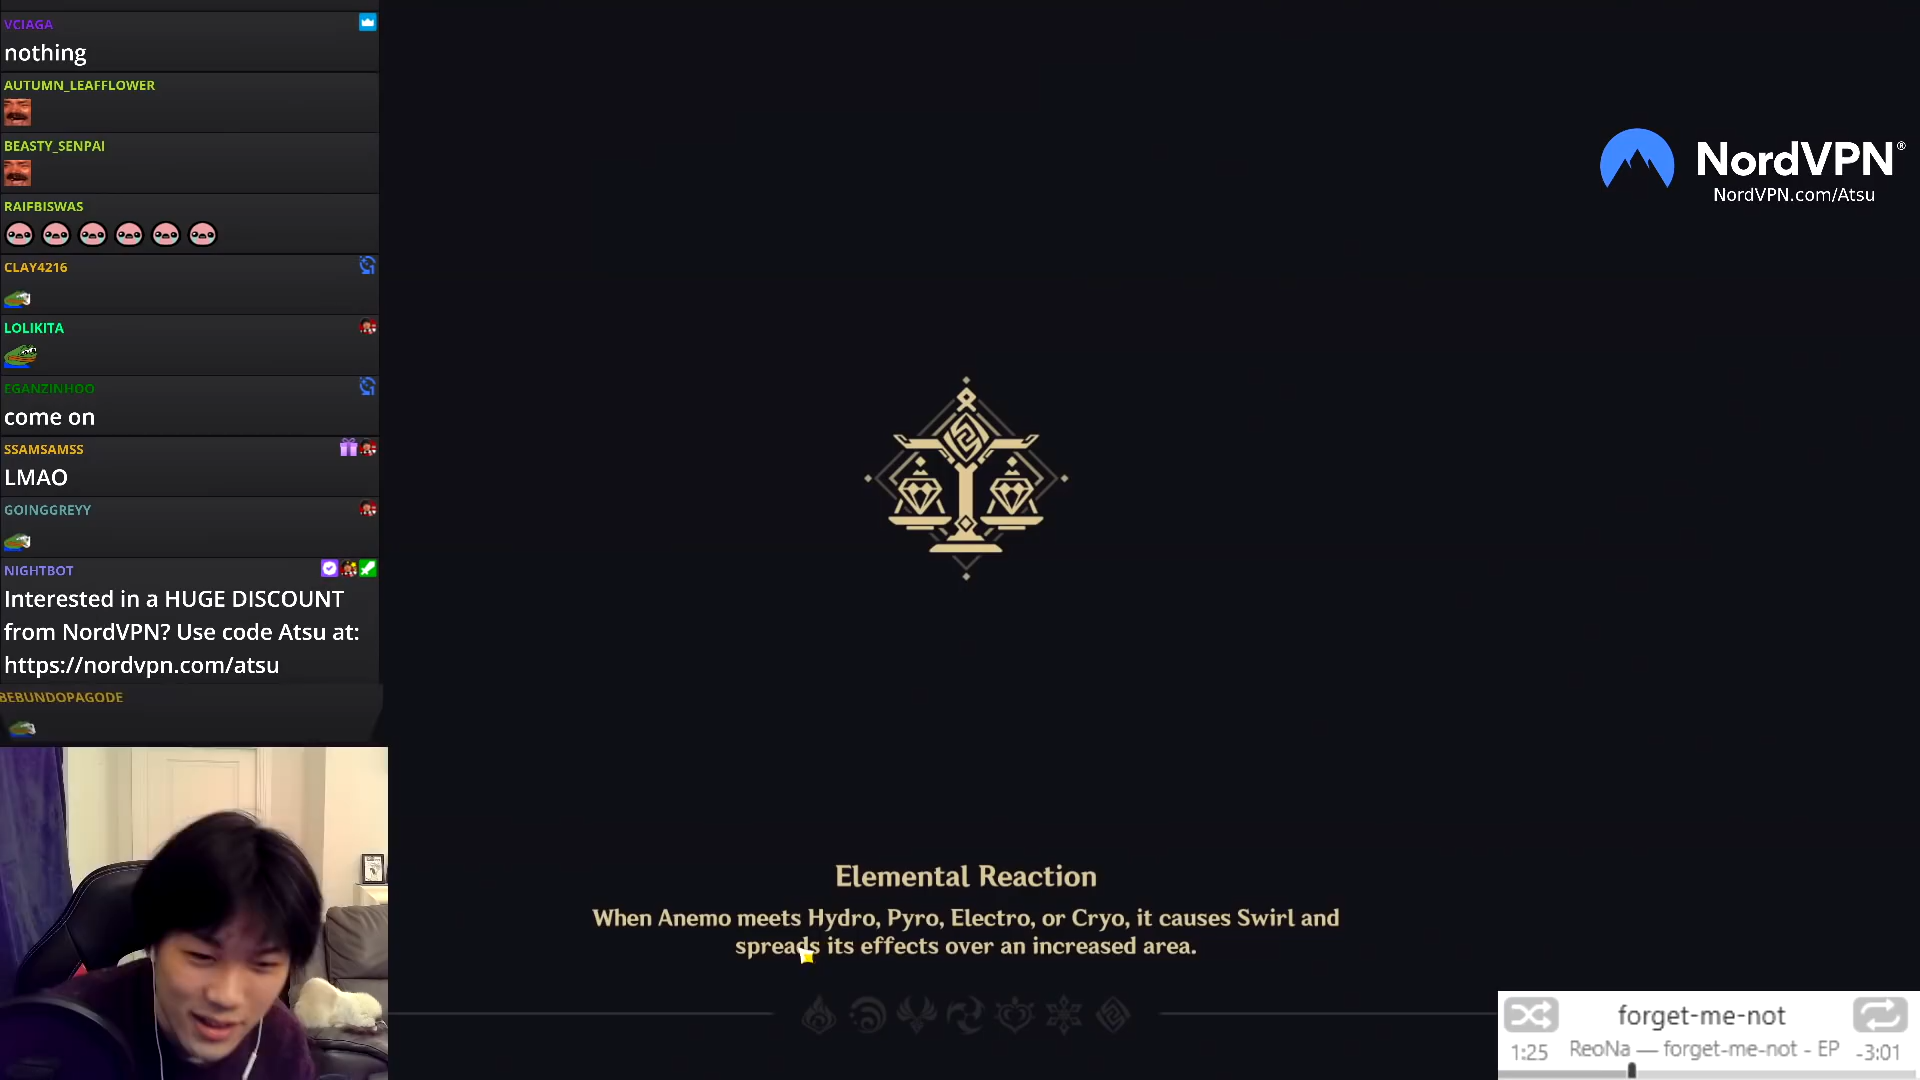 VCIAGA
nothing
AUTUMN_LEAFFLOWER
BEASTY_SENPAI
RAIFBISWAS
CLAY4216
LOLIKITA
EGANZINHOO
come on
SSAMSAMSS
LMAO
GOINGGREYY
NIGHTBOT
Interested in a HUGE DISCOUNT
from NordVPN? Use code Atsu at:
https://nordvpn.com/atsu
BEBUNDOPAGODE
NordVPN®
NordVPN.com/Atsu
Elemental Reaction
When Anemo meets Hydro, Pyro, Electro, or Cryo, it causes Swirl and
spreads its effects over an increased area.
forget-me-not
1:25 ReoNa — forget-me-not - EP -3:01